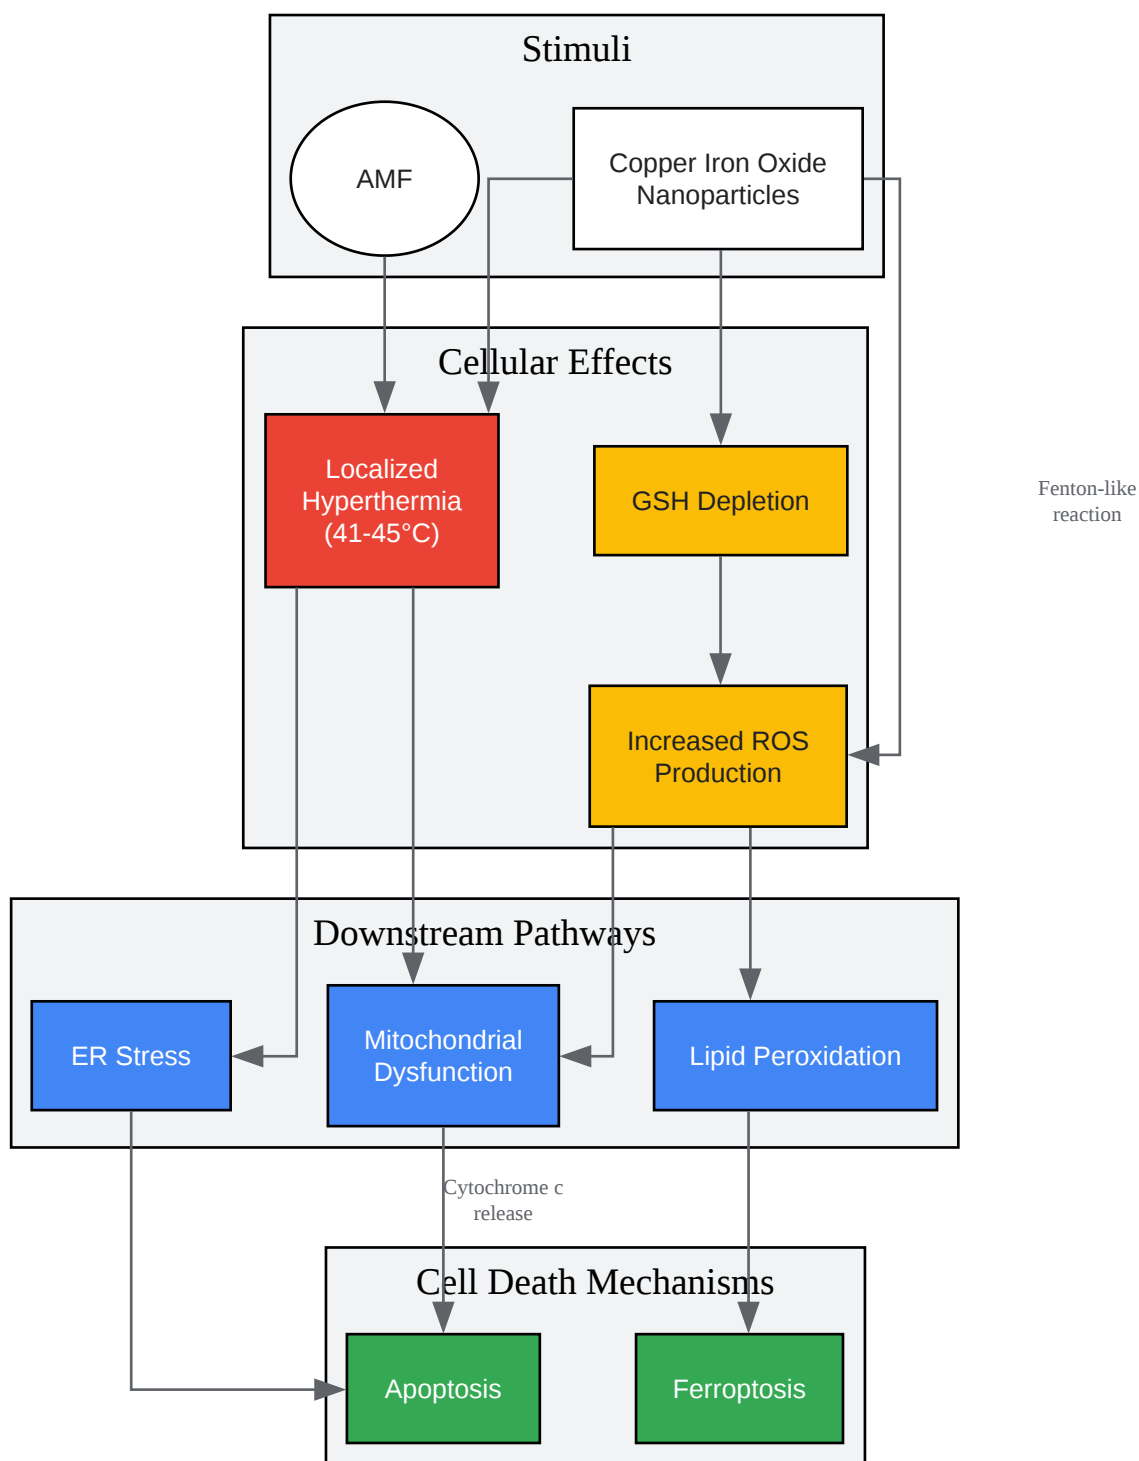 Stimuli
AMF
Copper Iron Oxide
Nanoparticles
Cellular Effects
Localized
Hyperthermia
(41-45°C)
GSH Depletion
Fenton-like
reaction
Increased ROS
Production
Downstream Pathways
ER Stress
Mitochondrial
Dysfunction
Lipid Peroxidation
Cytochrome c
release
Cell Death Mechanisms
Apoptosis
Ferroptosis